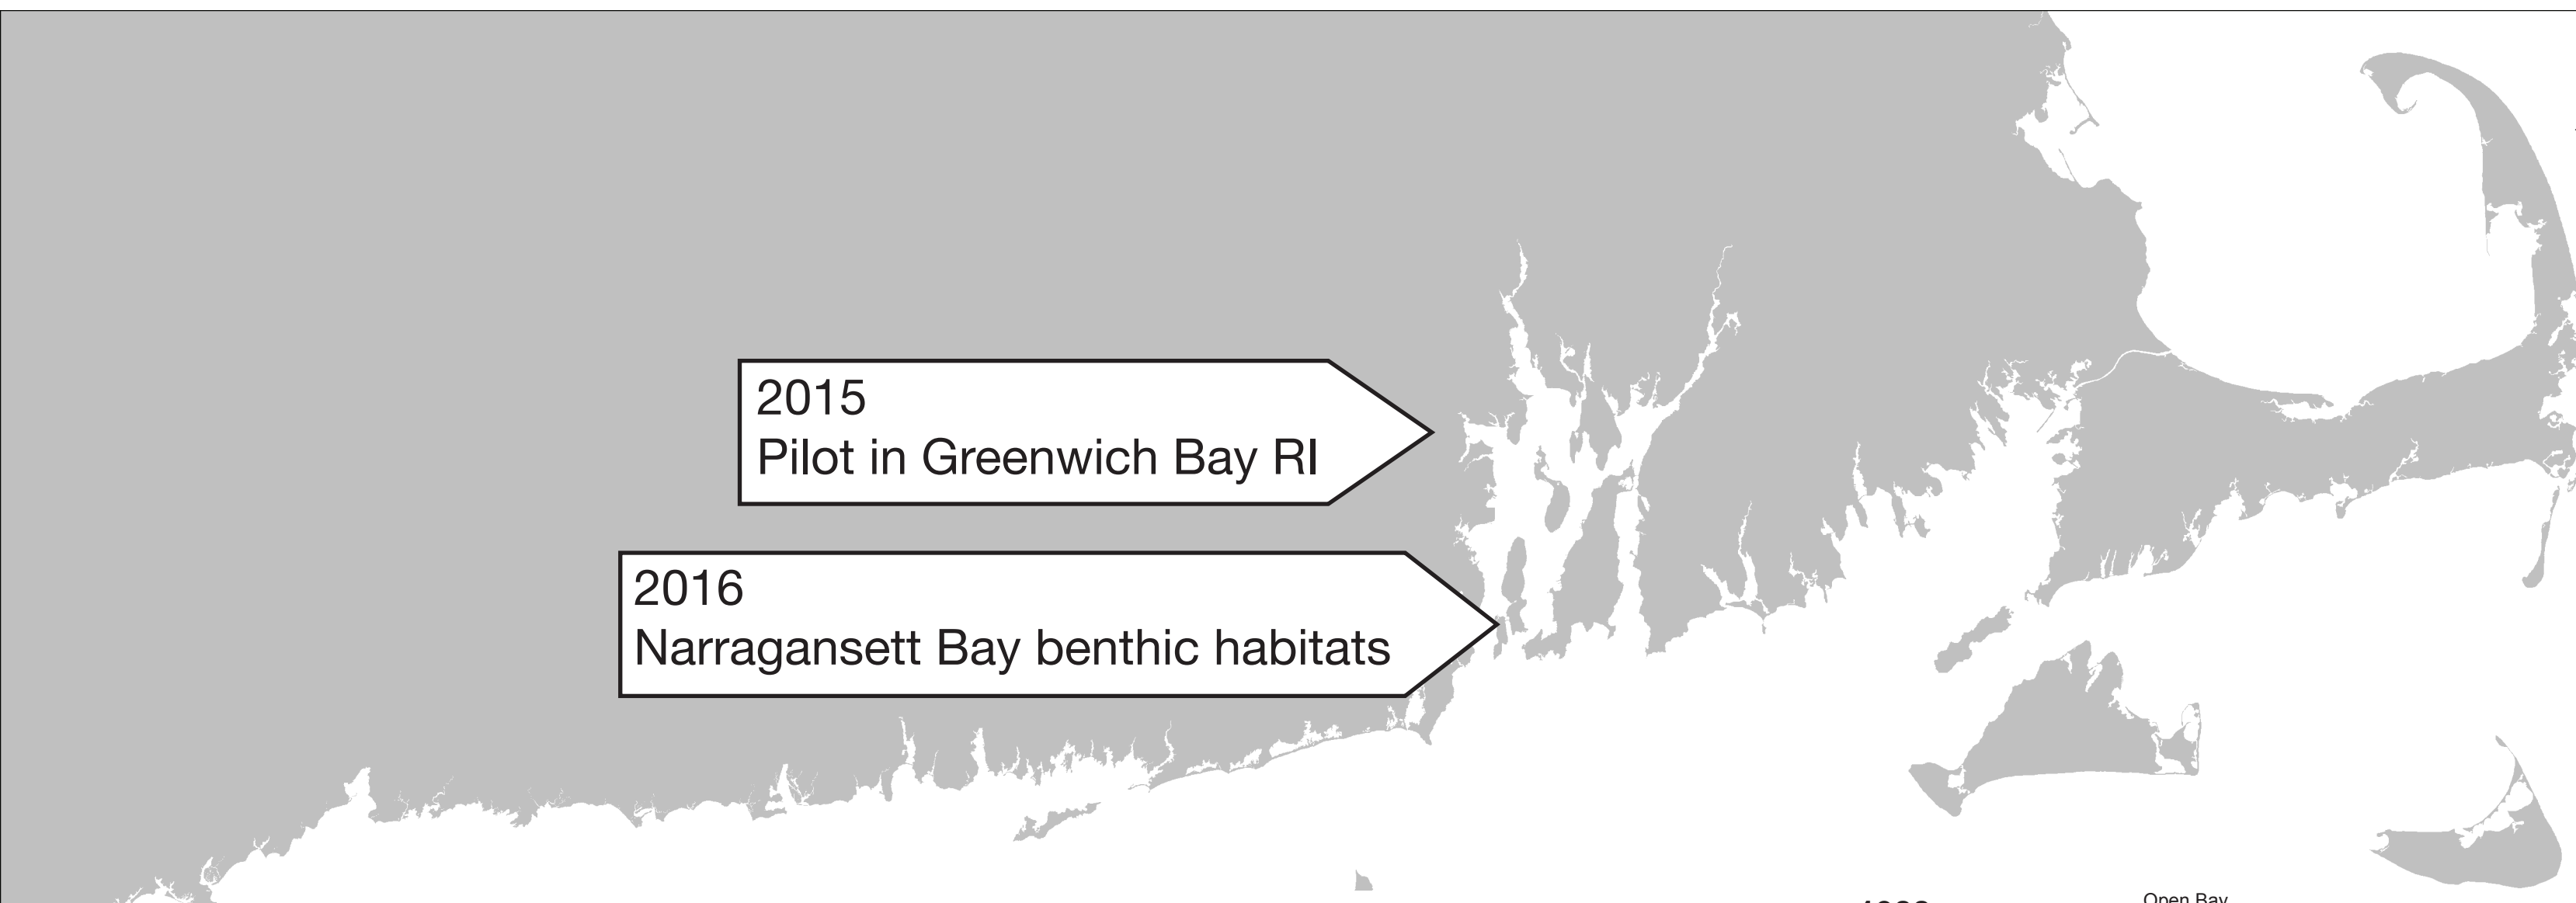 2015
Pilot in Greenwich Bay RI
2016
Narragansett Bay benthic habitats
Open Bay